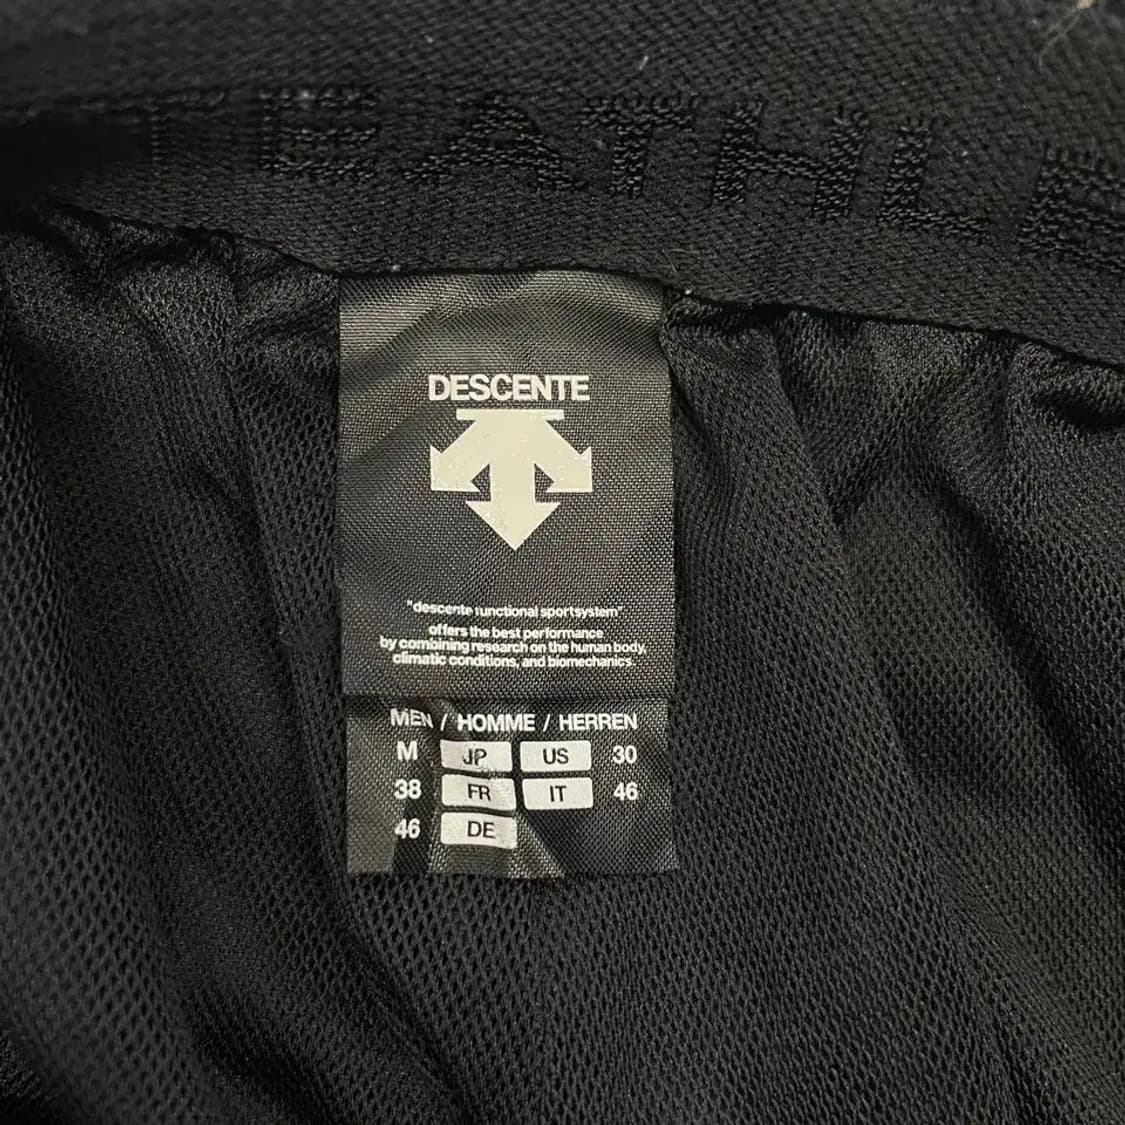 EATHLE
DESCENTE
"descente functional sportsystem"
offers the best performance
by combining research on the human body,
climatic conditions, and biomechanics.
MEN / HOMME / HERREN
M JP US 30
38 FR IT 46
46 DE